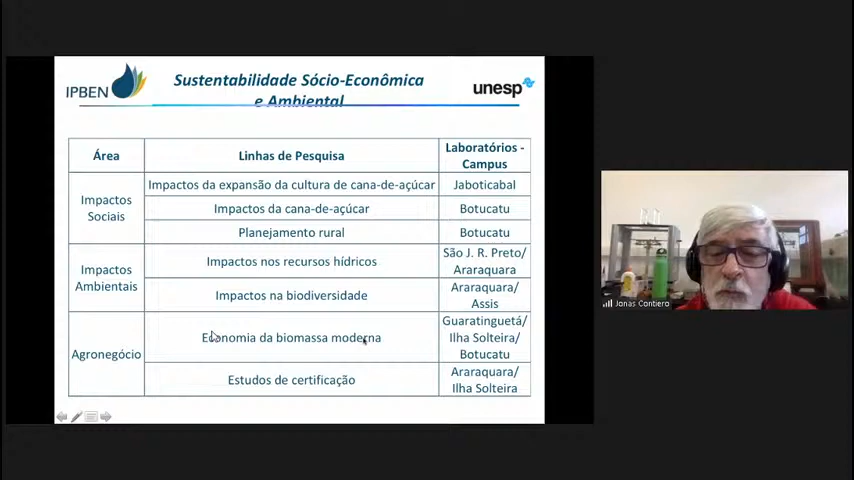 IPBEN
Sustentabilidade Sócio-Econômica
e Ambiental
unesp
Área
Linhas de Pesquisa
Laboratórios -
Campus
Impactos
Sociais
Impactos da expansão da cultura de cana-de-açúcar
Jaboticabal
Impactos da cana-de-açúcar
Botucatu
Planejamento rural
Botucatu
Impactos
Ambientais
Impactos nos recursos hídricos
São J. R. Preto/
Araraquara
Impactos na biodiversidade
Araraquara/
Assis
Agronegócio
Economia da biomassa moderna
Guaratinguetá/
Ilha Solteira/
Botucatu
Estudos de certificação
Araraquara/
Ilha Solteira
Jonas Contiero